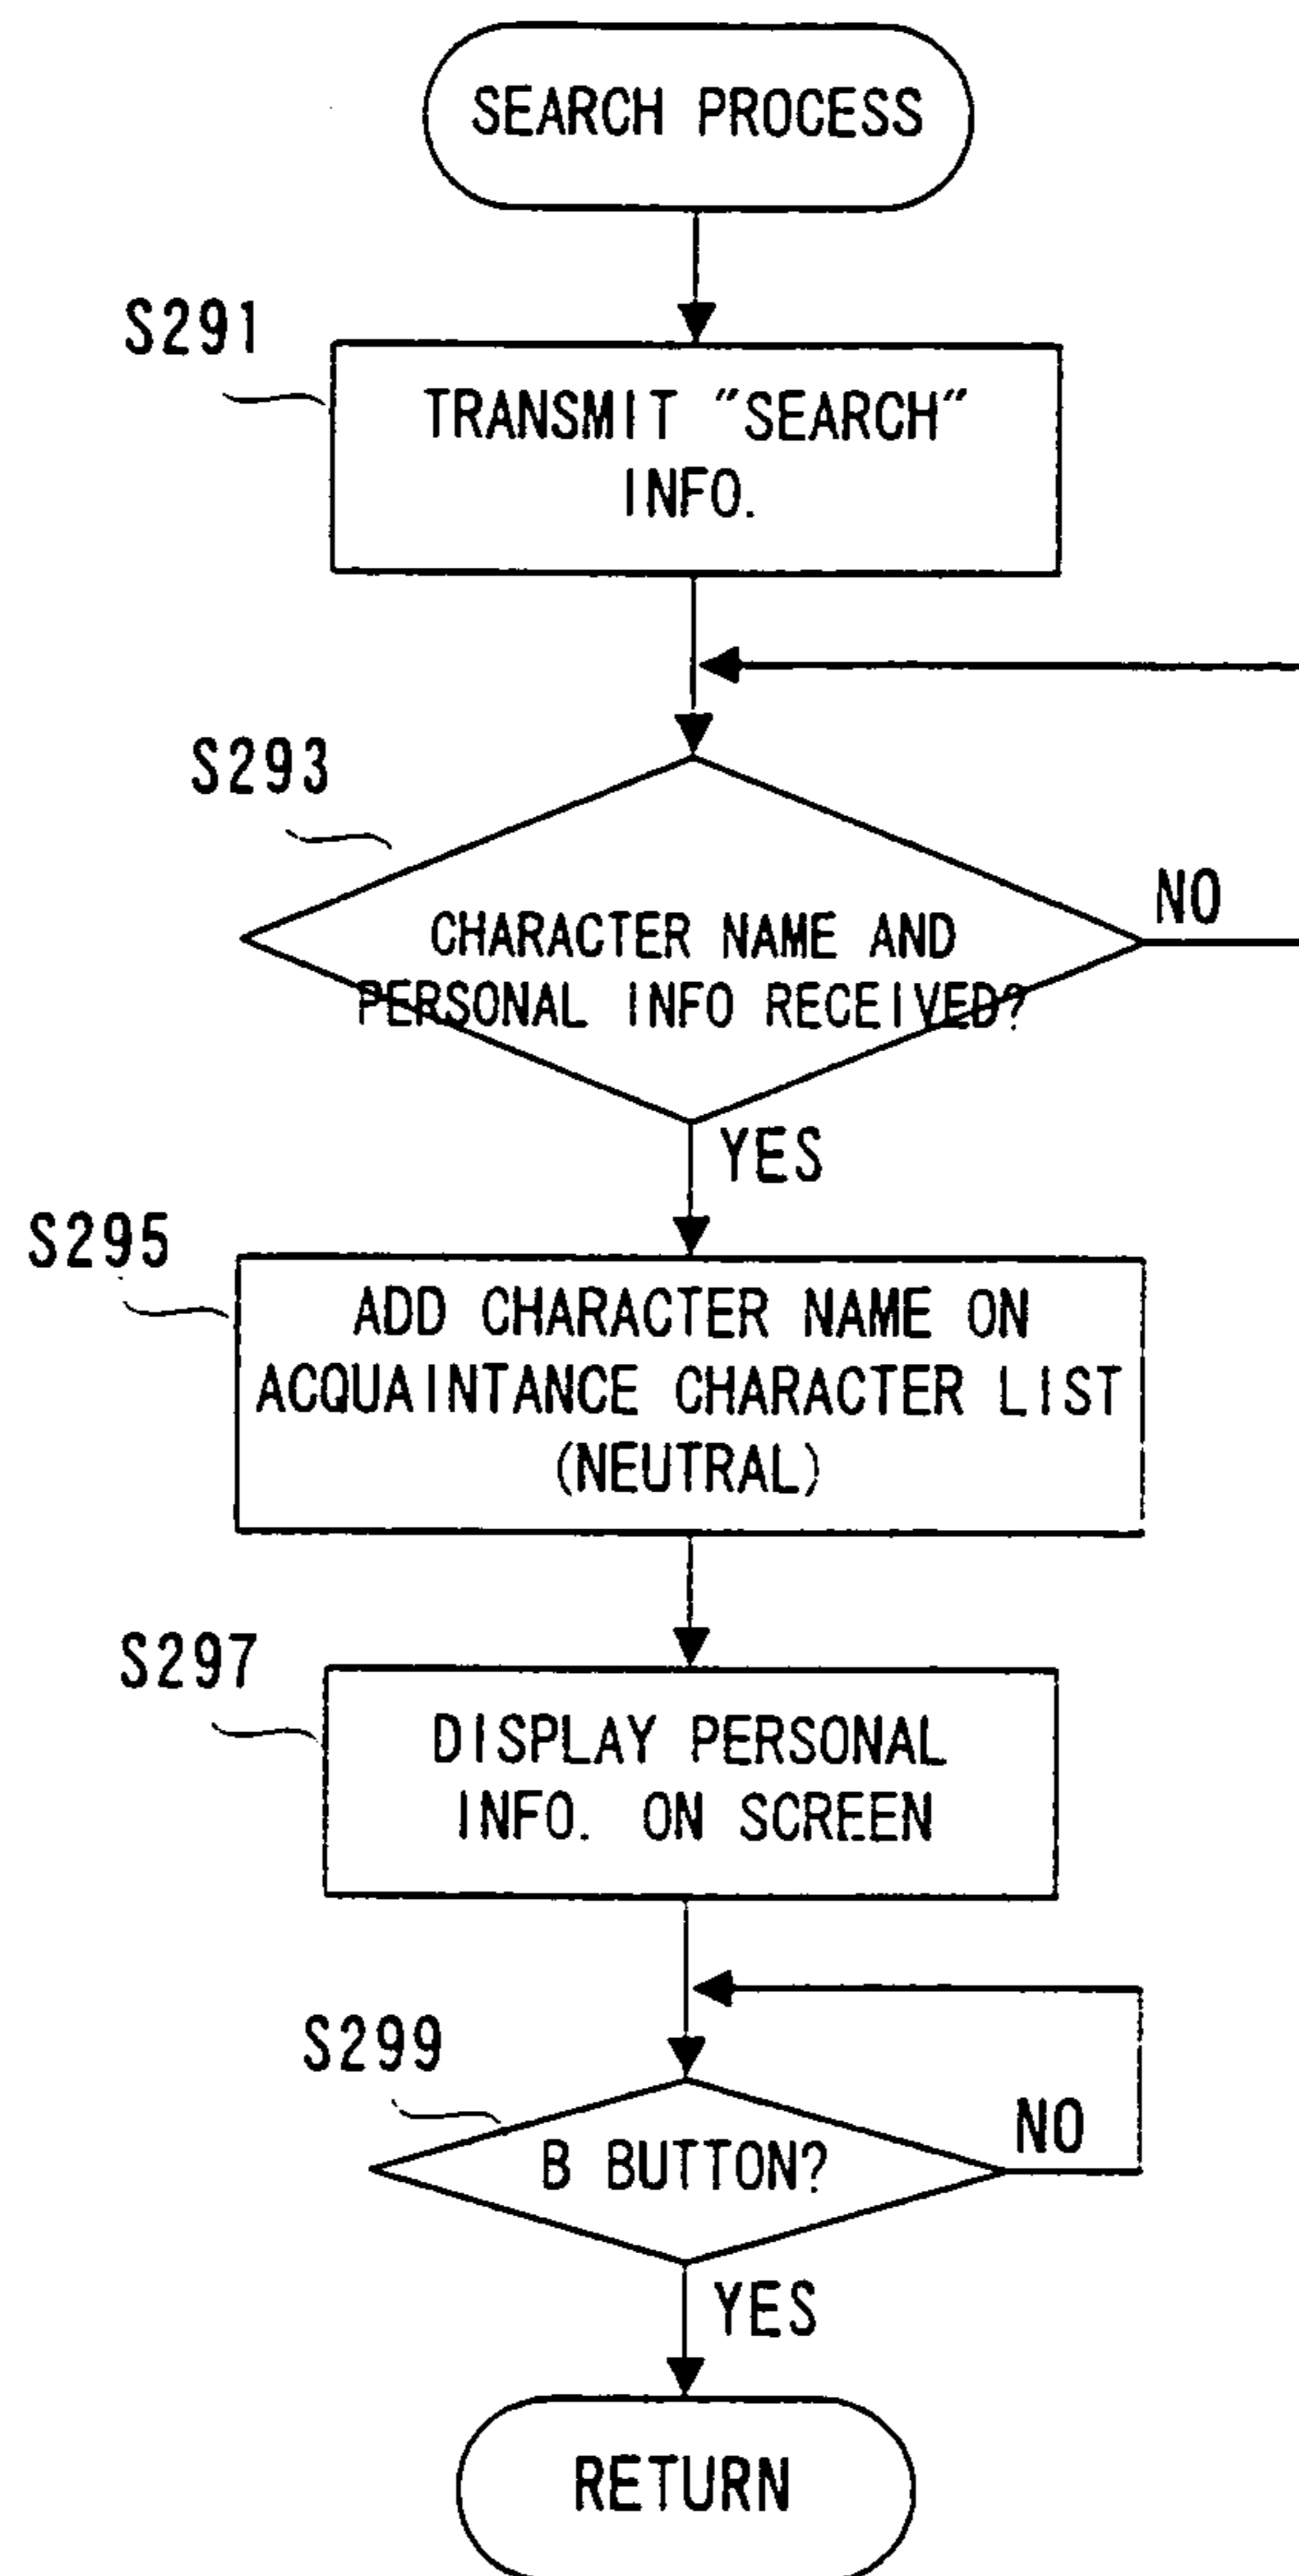 SEARCH PROCESS
S291
TRANSMIT "SEARCH"
INFO.
S293
NO
CHARACTER NAME AND
PERSONAL INFO RECEIVED?
YES
S295
ADD CHARACTER NAME ON
ACQUAINTANCE CHARACTER LIST
(NEUTRAL)
S297
DISPLAY PERSONAL
INFO. ON SCREEN
S299
NO
B BUTTON?
YES
RETURN